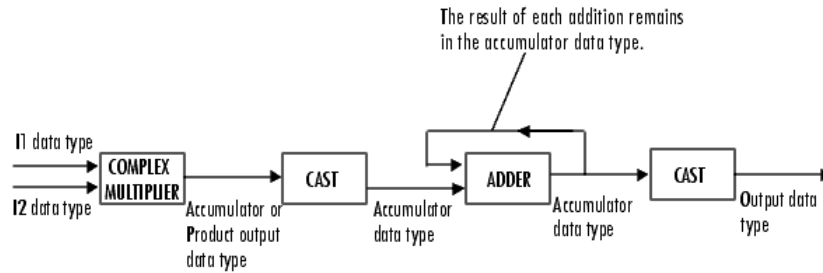 The result of each addition remains
in the accumulator data type.
I1 data type
COMPLEX
MULTIPLIER
I2 data type
Accumulator or
Product output
data type
CAST
Accumulator
data type
ADDER
Accumulator
data type
CAST
Output data
type